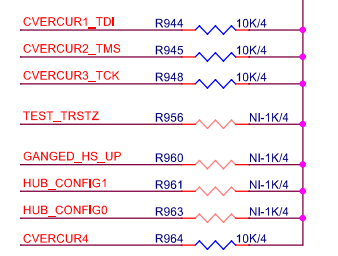 CVERCUR1_TDI R944 10K/4
CVERCUR2_TMS R945 10K/4
CVERCUR3_TCK R948 10K/4
TEST_TRSTZ R956 NI-1K/4
GANGED_HS_UP R960 NI-1K/4
HUB_CONFIG1 R961 NI-1K/4
HUB_CONFIG0 R963 NI-1K/4
CVERCUR4 R964 10K/4